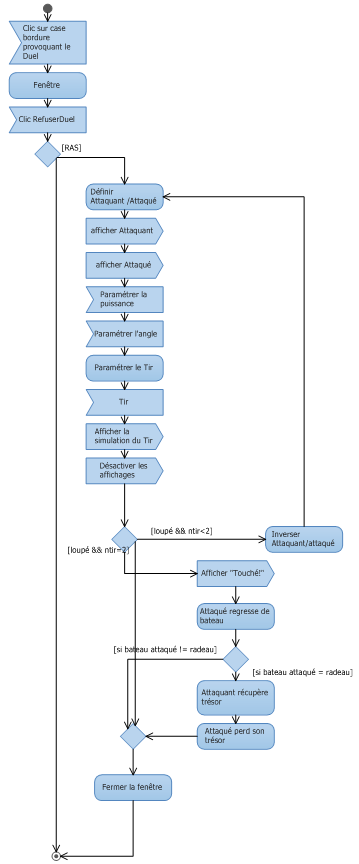 Clic sur case
bordure
provoquant le
Duel
Fenêtre
Clic RefuserDuel
[RAS]
Définir
Attaquant /Attaqué
afficher Attaquant
afficher Attaqué
Paramétrer la
puissance
Paramétrer l'angle
Paramétrer le Tir
Tir
Afficher la
simulation du Tir
Désactiver les
affichages
[loupé && ntir<2]
Inverser
Attaquant/attaqué
[loupé && ntir=2]
Afficher "Touché!"
Attaqué regresse de
bateau
[si bateau attaqué != radeau]
[si bateau attaqué = radeau]
Attaquant récupère
trésor
Attaqué perd son
trésor
Fermer la fenêtre